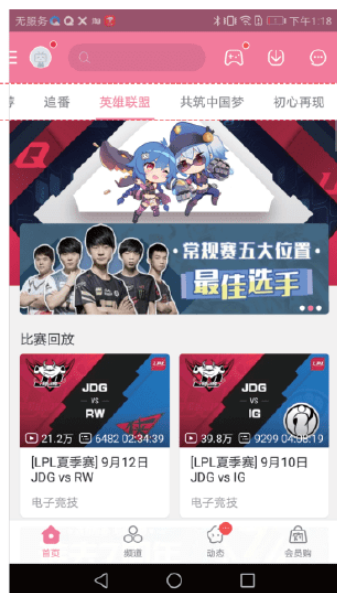 无服务 下午1:18
追番 英雄联盟 共筑中国梦 初心再现
常规赛五大位置
最佳选手
比赛回放
LPL
JDG
VS
RW
21.2万 6482 02:34:39
LPL
JDG
VS
IG
39.8万 9299 04:08:19
[LPL夏季赛] 9月12日
JDG vs RW
电子竞技
[LPL夏季赛] 9月10日
JDG vs IG
电子竞技
首页 频道 动态 会员购